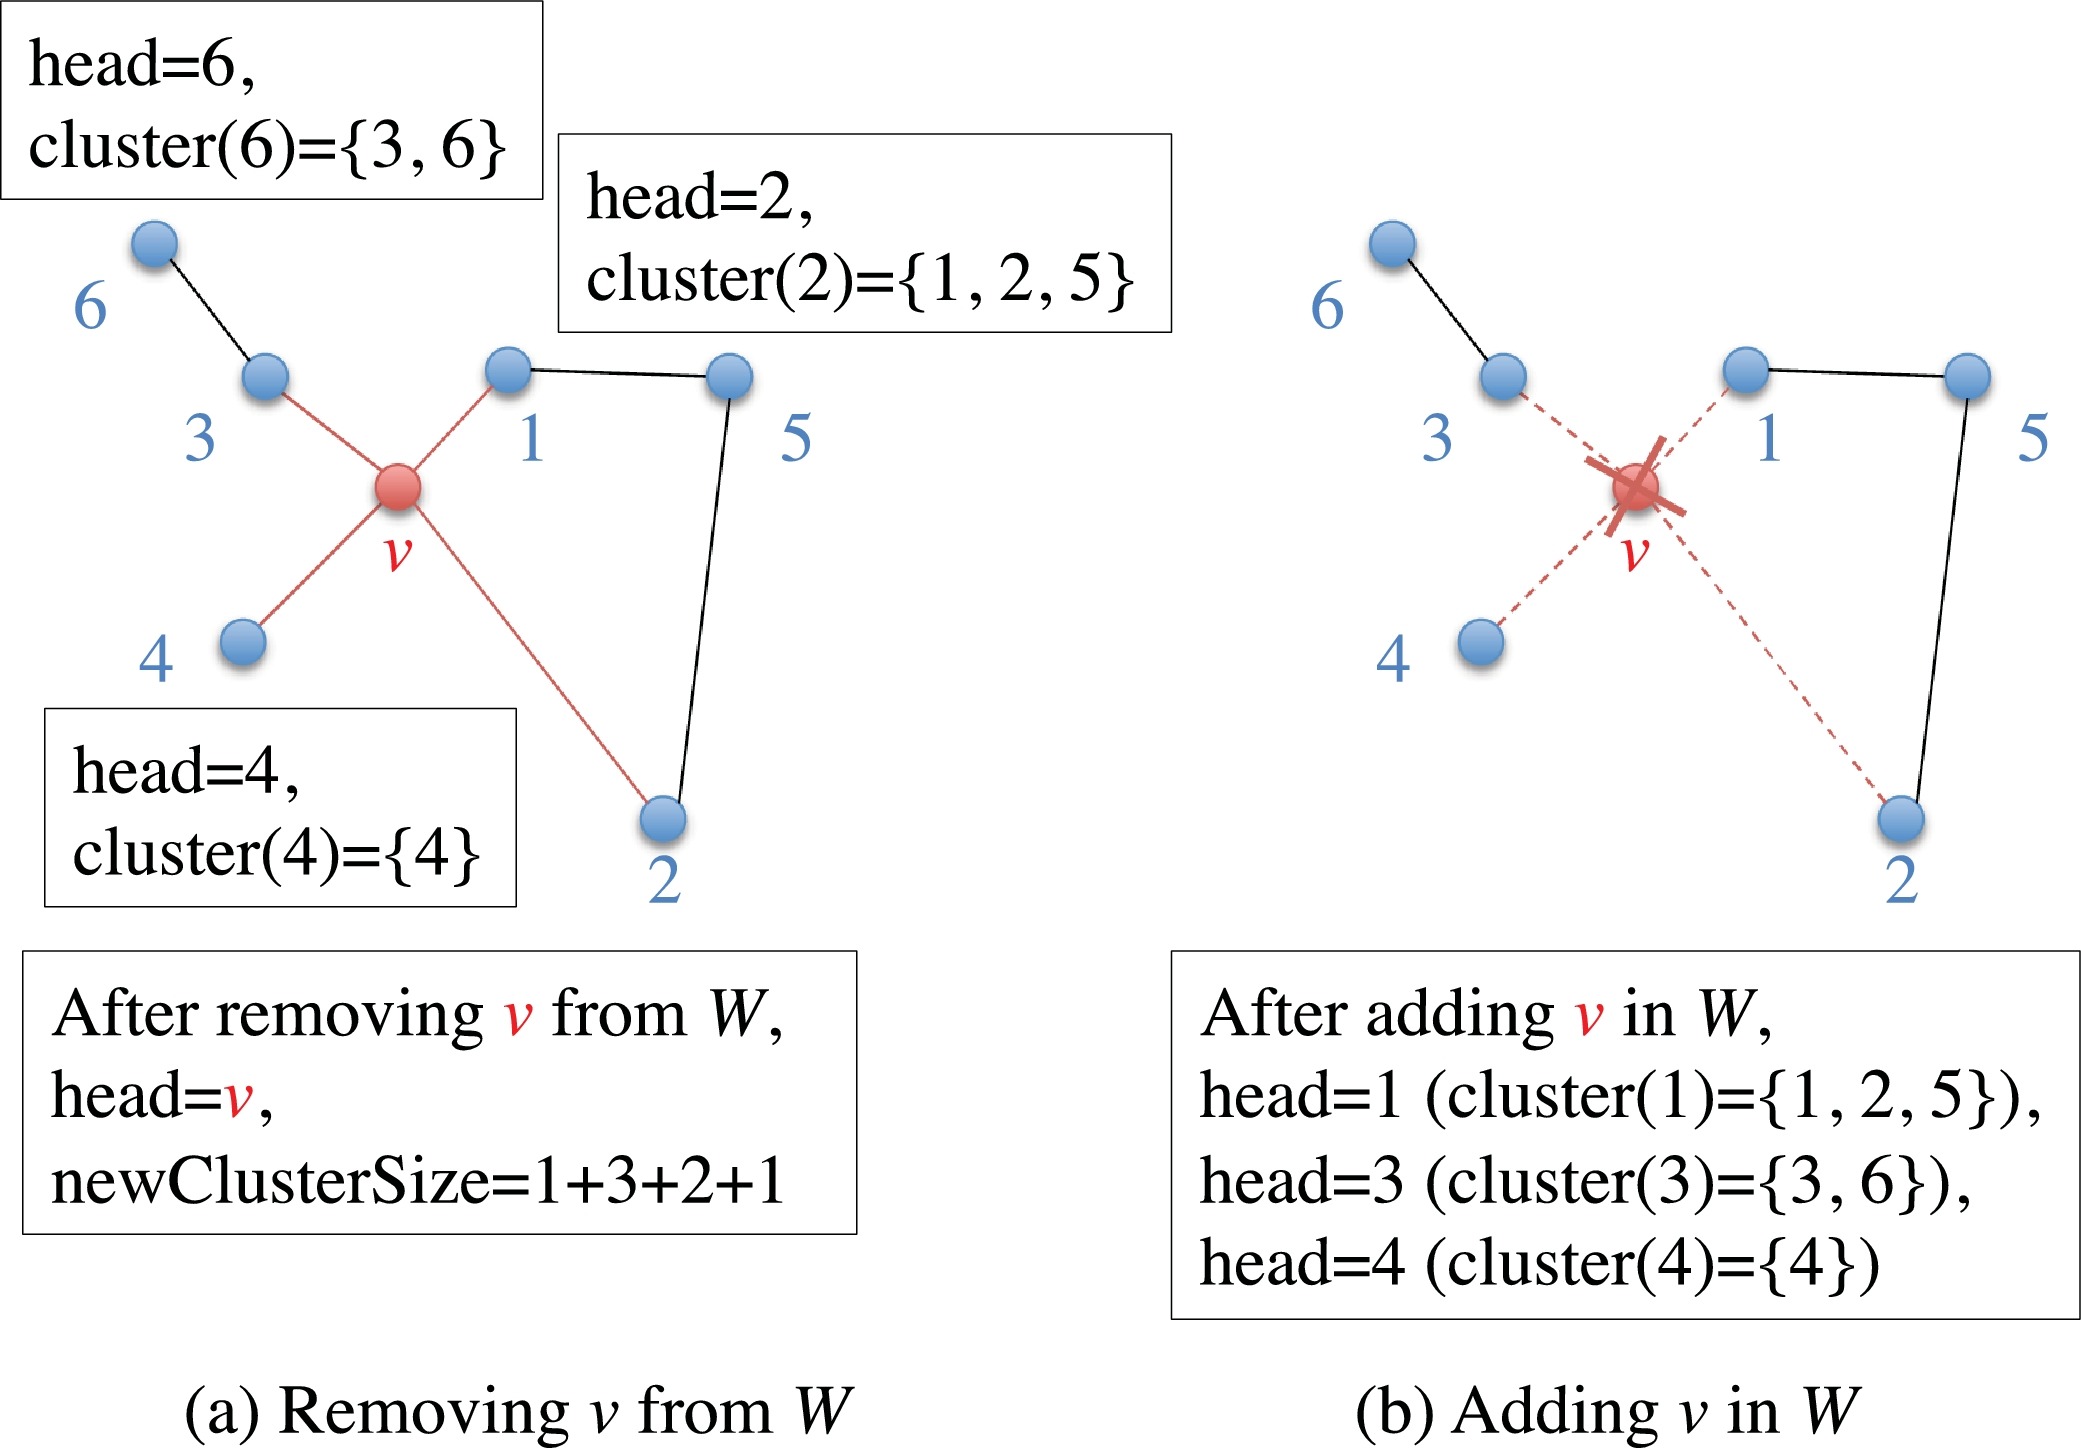 head=6,
cluster(6)={3, 6}
head=2,
cluster(2)={1, 2, 5}
6
3
1
5
v
4
head=4,
cluster(4)={4}
2
After removing v from W,
head=v,
newClusterSize=1+3+2+1
(a) Removing v from W
6
3
1
5
v
4
2
After adding v in W,
head=1 (cluster(1)={1, 2, 5}),
head=3 (cluster(3)={3, 6}),
head=4 (cluster(4)={4})
(b) Adding v in W